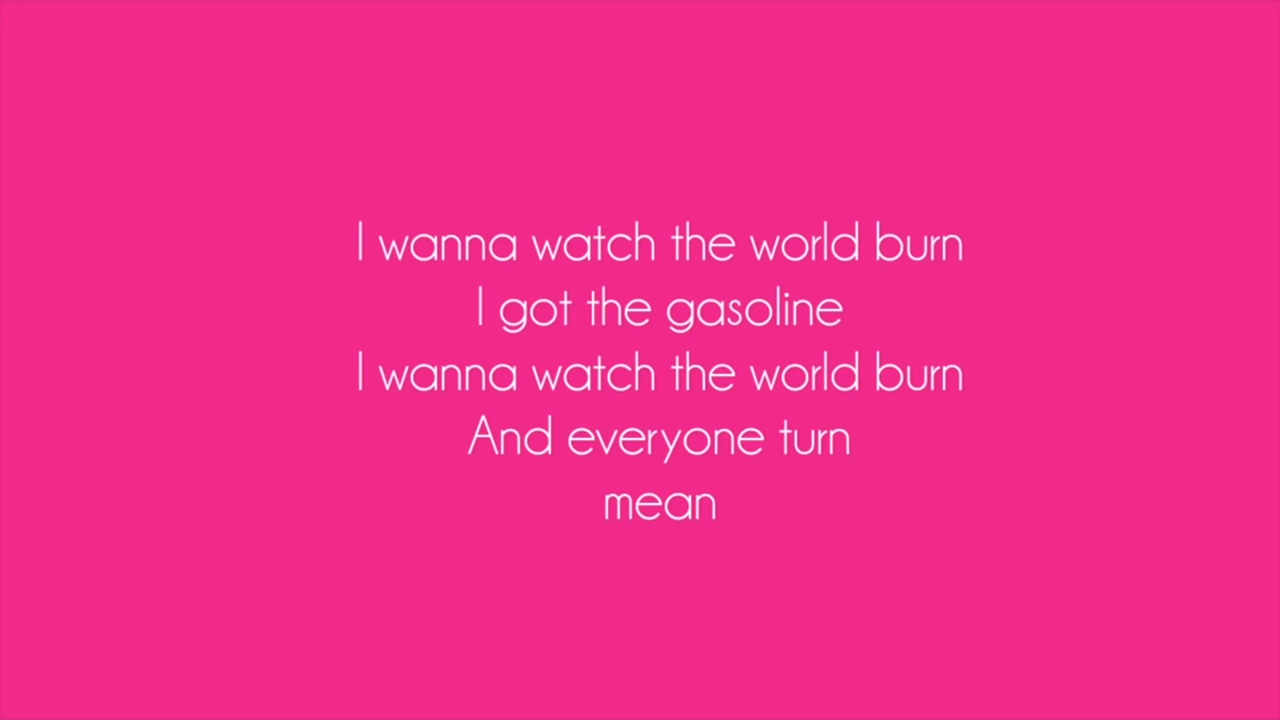 I wanna watch the world burn
I got the gasoline
I wanna watch the world burn
And everyone turn
mean